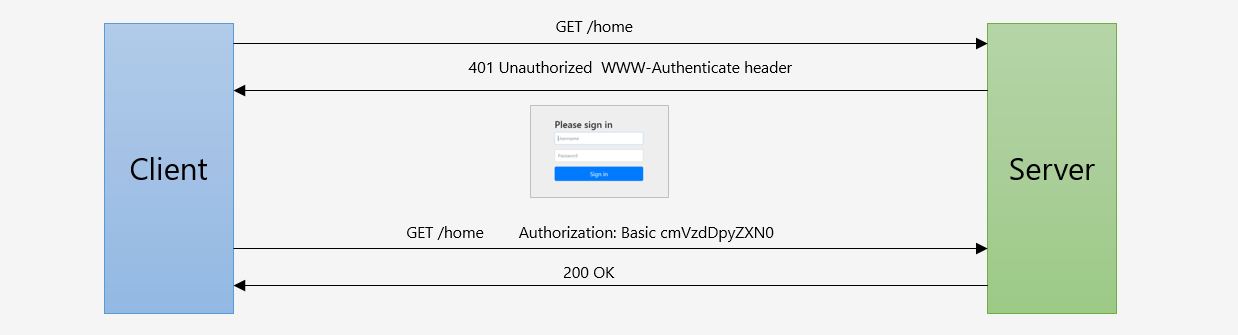 GET /home
401 Unauthorized WWW-Authenticate header
Please sign in
Username
Password
Sign in
Client
Server
GET /home Authorization: Basic cmVzdDpyZXN0
200 OK